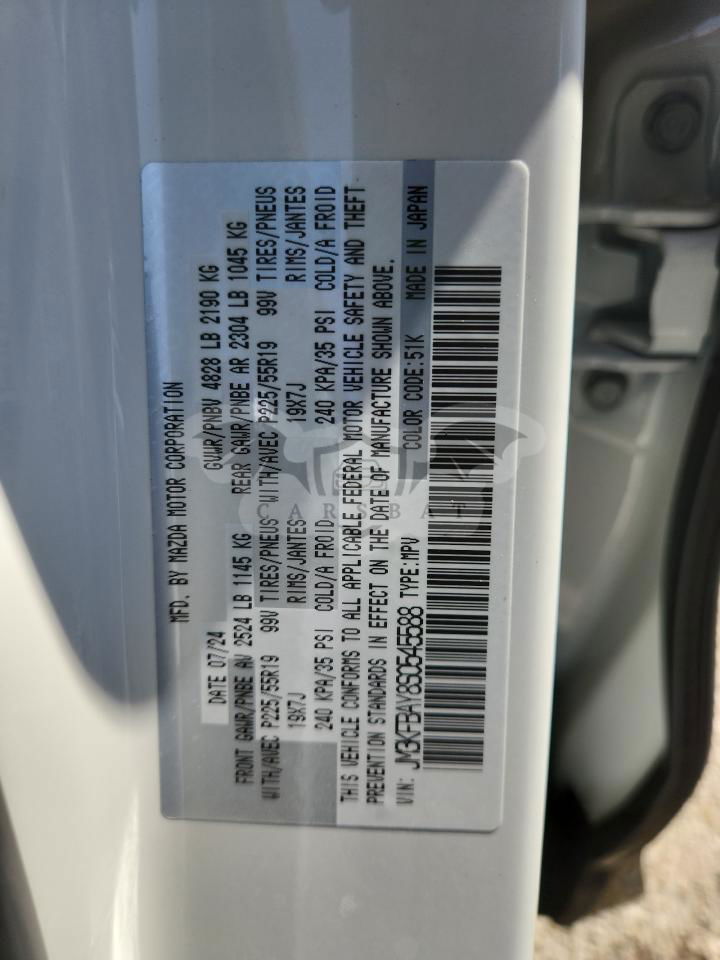 MFD. BY MAZDA MOTOR CORPORATION
DATE 07/24 GVWR/PNBV 4828 LB 2190 KG
FRONT GAWR/PNBE AV 2524 LB 1145 KG REAR GAWR/PNBE AR 2304 LB 1045 KG
WITH/AVEC P225/55R19 99V TIRES/PNEUS WITH/AVEC P225/55R19 99V TIRES/PNEUS
19X7J RIMS/JANTES 19X7J RIMS/JANTES
240 KPA/35 PSI COLD/A FROID 240 KPA/35 PSI COLD/A FROID
THIS VEHICLE CONFORMS TO ALL APPLICABLE FEDERAL MOTOR VEHICLE SAFETY AND THEFT
PREVENTION STANDARDS IN EFFECT ON THE DATE OF MANUFACTURE SHOWN ABOVE.
VIN: JM3KFBAY8S0545588 TYPE:MPV COLOR CODE:51K MADE IN JAPAN
CARSBAT